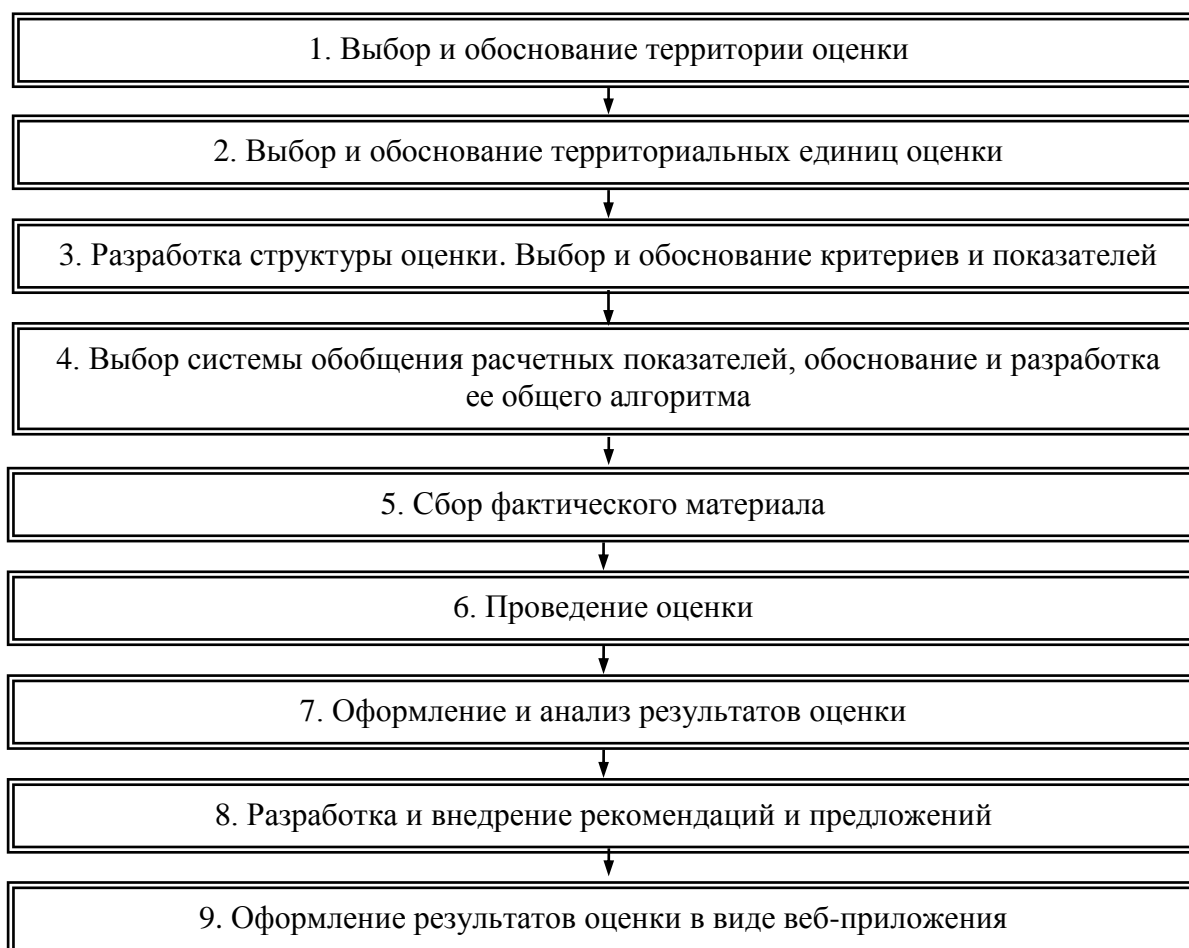 1. Выбор и обоснование территории оценки
2. Выбор и обоснование территориальных единиц оценки
3. Разработка структуры оценки. Выбор и обоснование критериев и показателей
4. Выбор системы обобщения расчетных показателей, обоснование и разработка
ее общего алгоритма
5. Сбор фактического материала
6. Проведение оценки
7. Оформление и анализ результатов оценки
8. Разработка и внедрение рекомендаций и предложений
9. Оформление результатов оценки в виде веб-приложения